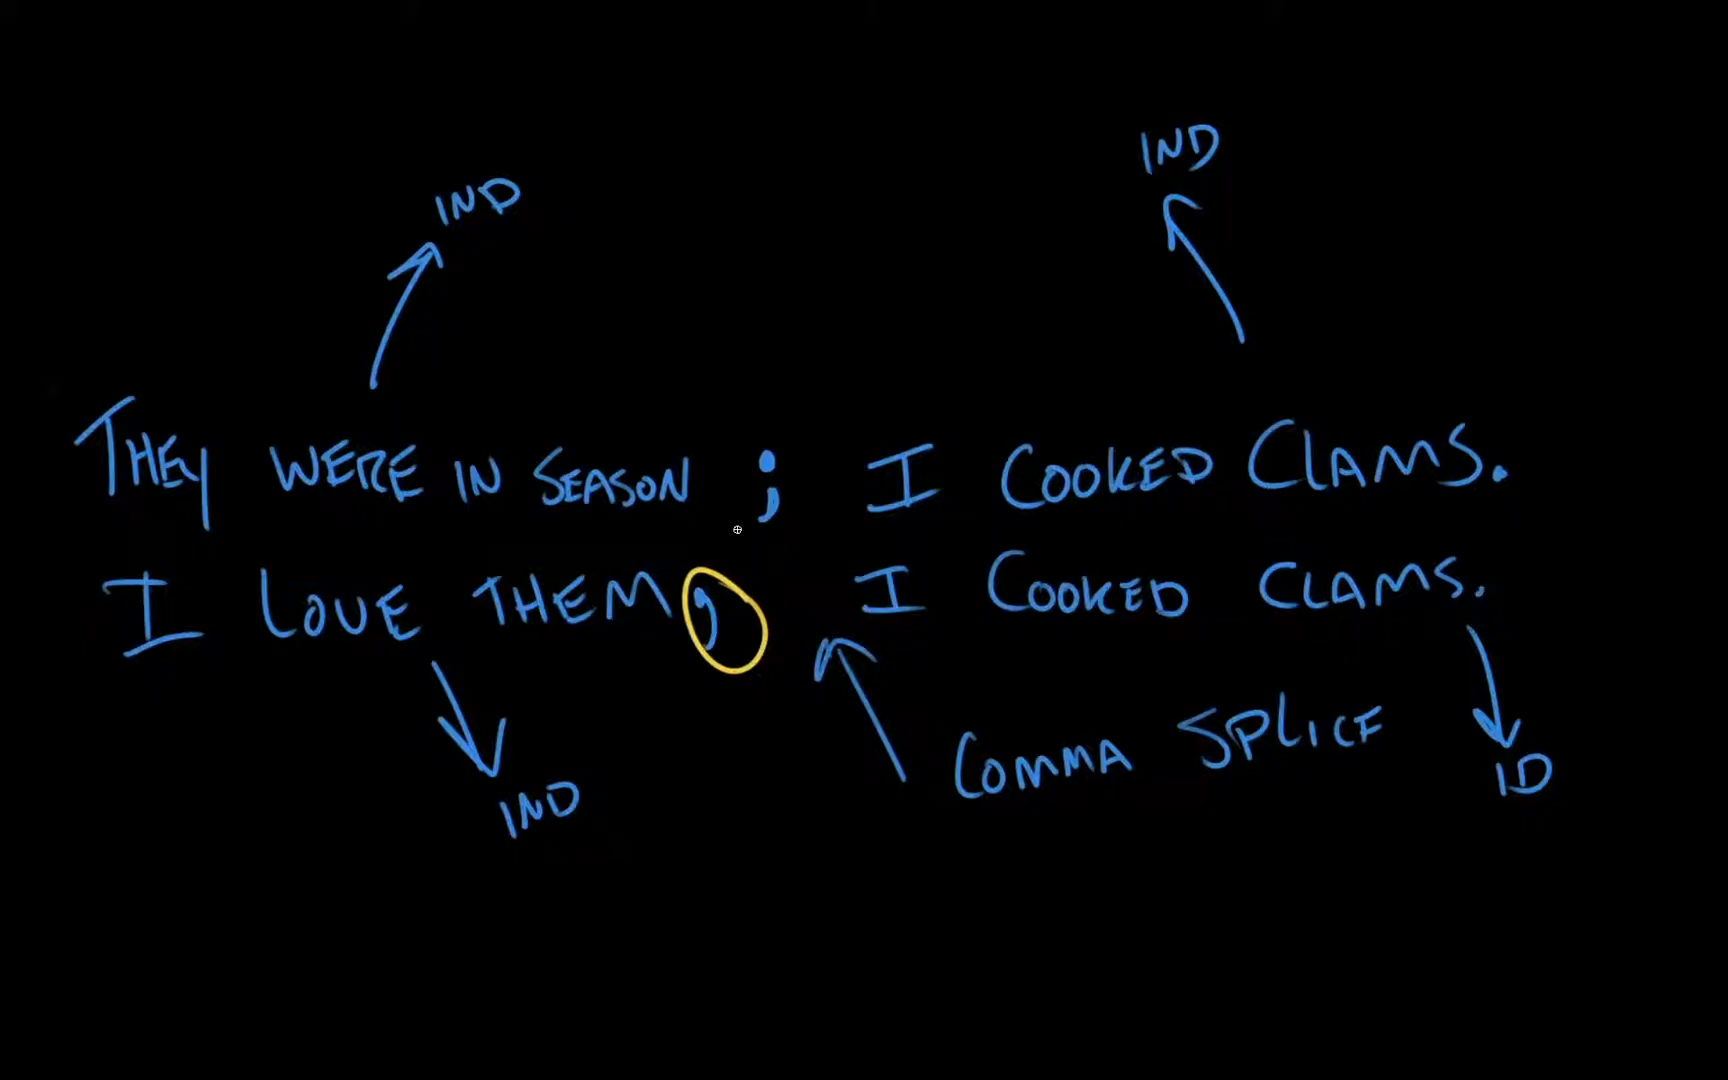 IND
IND
THEY WERE IN SEASON ; I COOKED CLAMS.
I LOVE THEM, I COOKED CLAMS.
COMMA SPLICE
ID
IND